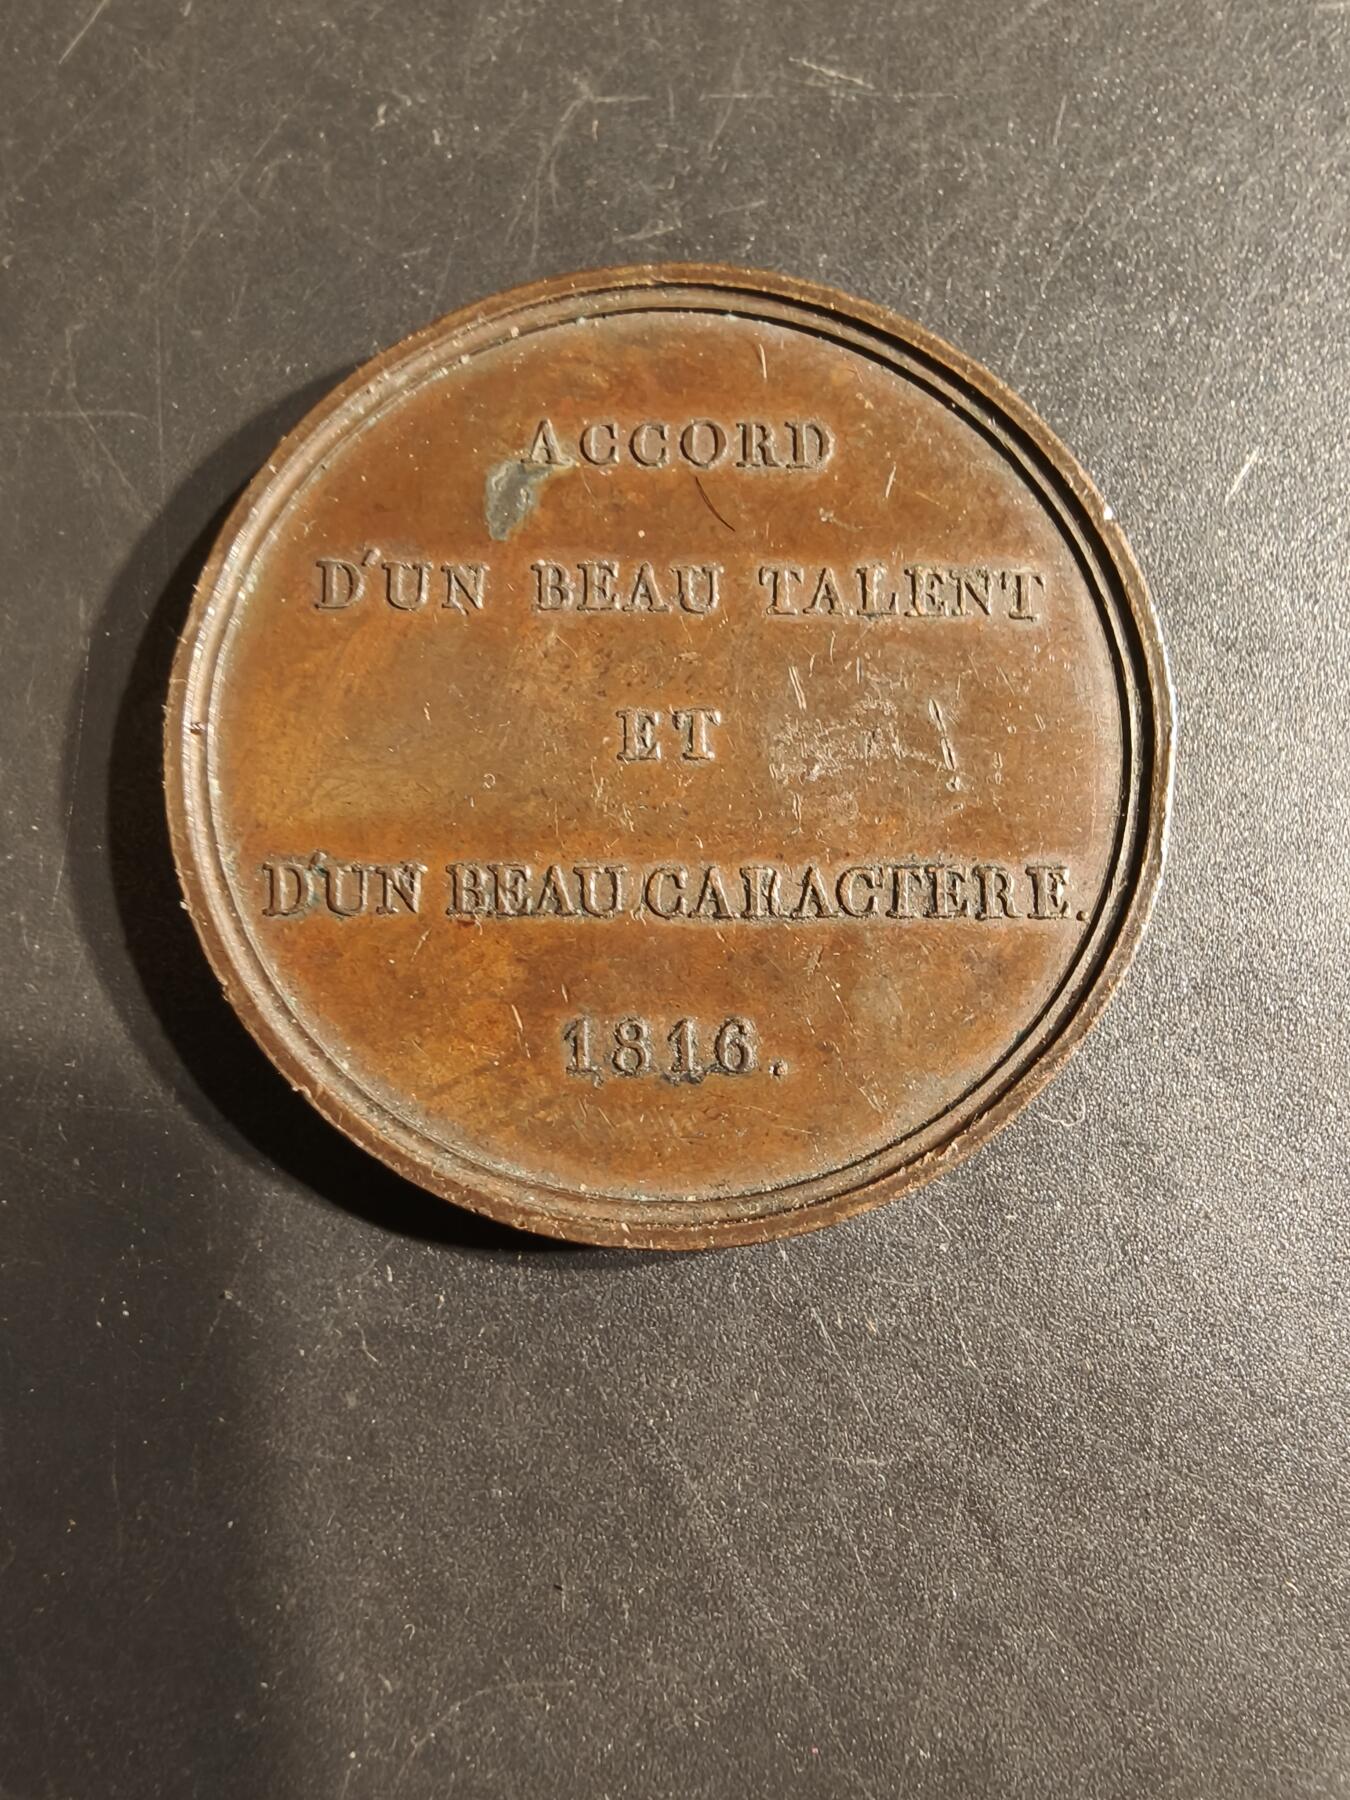 ACCORD
D'UN BEAU TALENT
ET
D'UN BEAU CARACTERE.
1816.